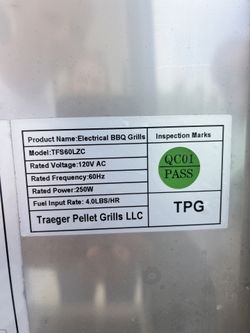 Product Name:Electrical BBQ Grills
Inspection Marks
Model:TFS60LZC
Rated Voltage:120V AC
Rated Frequency:60Hz
Rated Power:250W
Fuel Input Rate: 4.0LBS/HR
QC01
PASS
Traeger Pellet Grills LLC
TPG